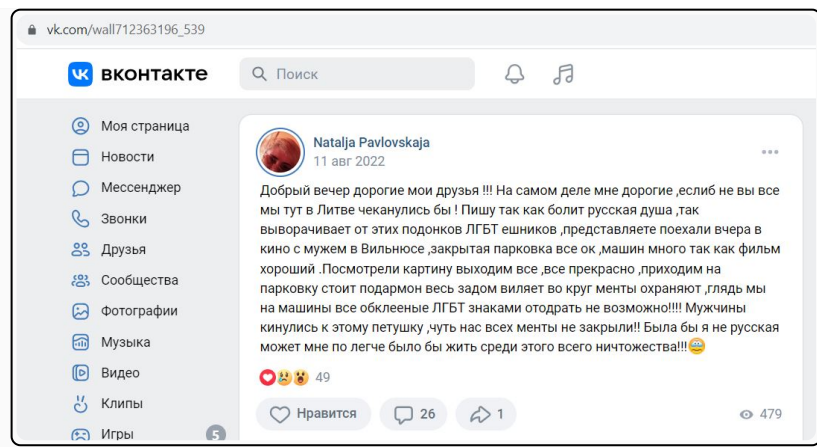 vk.com/wall712363196_539
вконтакте
Поиск
Моя страница
Новости
Мессенджер
Звонки
Друзья
Сообщества
Фотографии
Музыка
Видео
Клипы
Игры
5
Natalja Pavlovskaja
11 авг 2022
Добрый вечер дорогие мои друзья !!! На самом деле мне дорогие ,еслиб не вы все
мы тут в Литве чеканулись бы ! Пишу так как болит русская душа ,так
выворачивает от этих подонков ЛГБТ ешников ,представляете поехали вчера в
кино с мужем в Вильнюсе ,закрытая парковка все ок ,машин много так как фильм
хороший .Посмотрели картину выходим все ,все прекрасно ,приходим на
парковку стоит подармон весь задом виляет во круг менты охраняют ,глядь мы
на машины все обклееные ЛГБТ знаками отодрать не возможно!!!! Мужчины
кинулись к этому петушку ,чуть нас всех менты не закрыли!! Была бы я не русская
может мне по легче было бы жить среди этого всего ничтожества!!!😂
49
Нравится
26
1
479